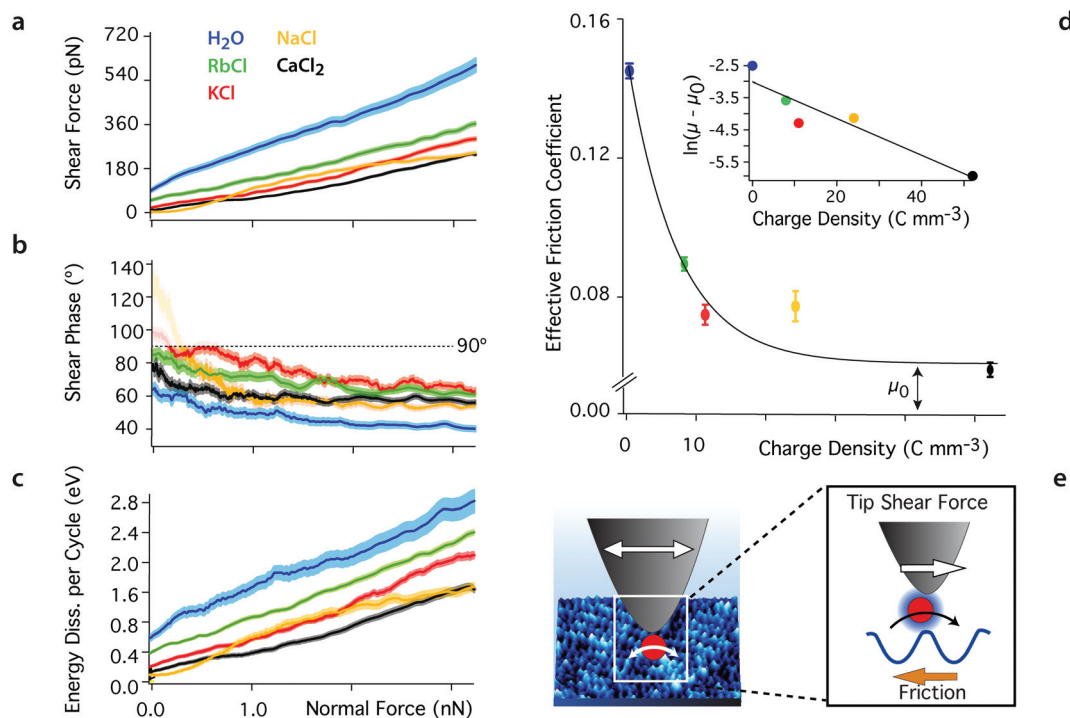 a
Shear Force (pN)
720
540
360
180
0
H₂O
NaCl
RbCl
CaCl₂
KCl
b
Shear Phase (°)
140
120
100
80
60
40
90º
c
Energy Diss. per Cycle (eV)
2.8
2.4
2.0
1.6
0.8
0.4
0.0
0.0
1.0
Normal Force (nN)
d
Effective Friction Coefficient
0.16
0.12
0.08
0.00
μ₀
0
10
Charge Density (C mm⁻³)
ln(μ - μ₀)
-2.5
-3.5
-4.5
-5.5
0
20
40
Charge Density (C mm⁻³)
e
Tip Shear Force
Friction